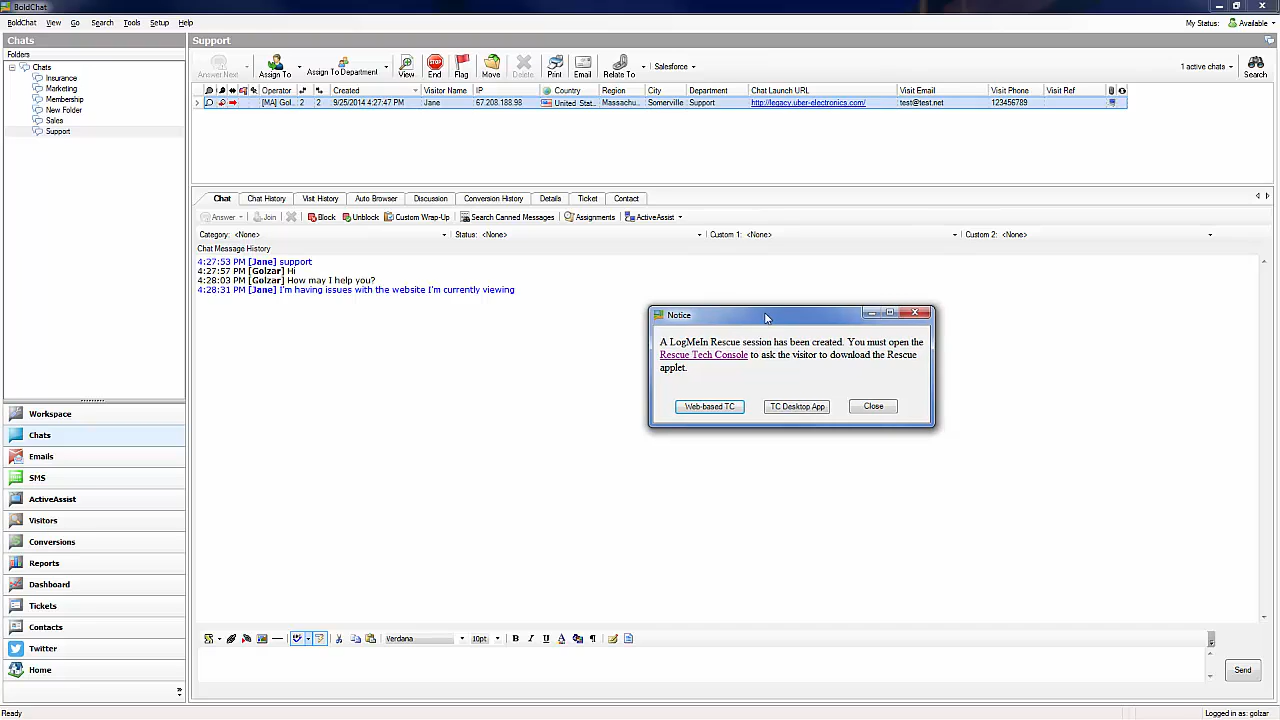 BoldChat
BoldChat View Go Search Tools Setup Help
My Status: Available
Chats
Support
Folders
Chats
Insurance
Marketing
Membership
New Folder
Sales
Support
Answer Next Assign To Assign To Department View End Flag Move Delete Print Email Relate To Salesforce
1 active chats
Search
Operator Created Visitor Name IP Country Region City Department Chat Launch URL Visit Email Visit Phone Visit Ref
[MA] Gol... 2 2 9/25/2014 4:27:47 PM Jane 67.208.188.98 United Stat... Massachu... Somerville Support http://legacy.uber-electronics.com/ test@test.net 123456789
Chat Chat History Visit History Auto Browser Discussion Conversion History Details Ticket Contact
Answer Join Block Unblock Custom Wrap-Up Search Canned Messages Assignments ActiveAssist
Category: <None> Status: <None> Custom 1: <None> Custom 2: <None>
Chat Message History
4:27:53 PM [Jane] support
4:27:57 PM [Golzar] Hi
4:28:03 PM [Golzar] How may I help you?
4:28:31 PM [Jane] I'm having issues with the website I'm currently viewing
Notice
A LogMeIn Rescue session has been created. You must open the
Rescue Tech Console to ask the visitor to download the Rescue
applet.
Web-based TC TC Desktop App Close
Workspace
Chats
Emails
SMS
ActiveAssist
Visitors
Conversions
Reports
Dashboard
Tickets
Contacts
Twitter
Home
Verdana 10pt B I U A ¶
Send
Ready
Logged in as: golzar